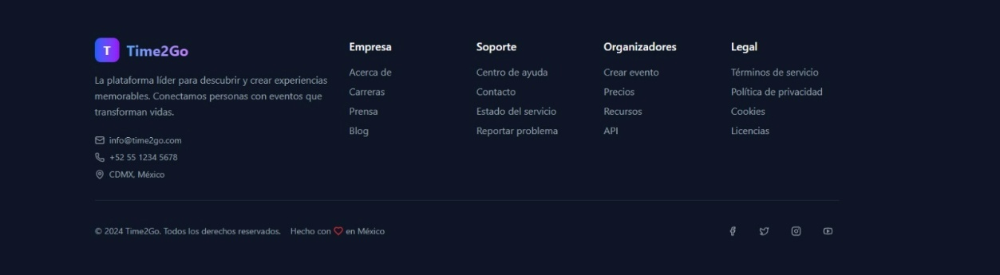 T Time2Go
La plataforma líder para descubrir y crear experiencias
memorables. Conectamos personas con eventos que
transforman vidas.
info@time2go.com
+52 55 1234 5678
CDMX, México
Empresa
Acerca de
Carreras
Prensa
Blog
Soporte
Centro de ayuda
Contacto
Estado del servicio
Reportar problema
Organizadores
Crear evento
Precios
Recursos
API
Legal
Términos de servicio
Política de privacidad
Cookies
Licencias
© 2024 Time2Go. Todos los derechos reservados. Hecho con en México